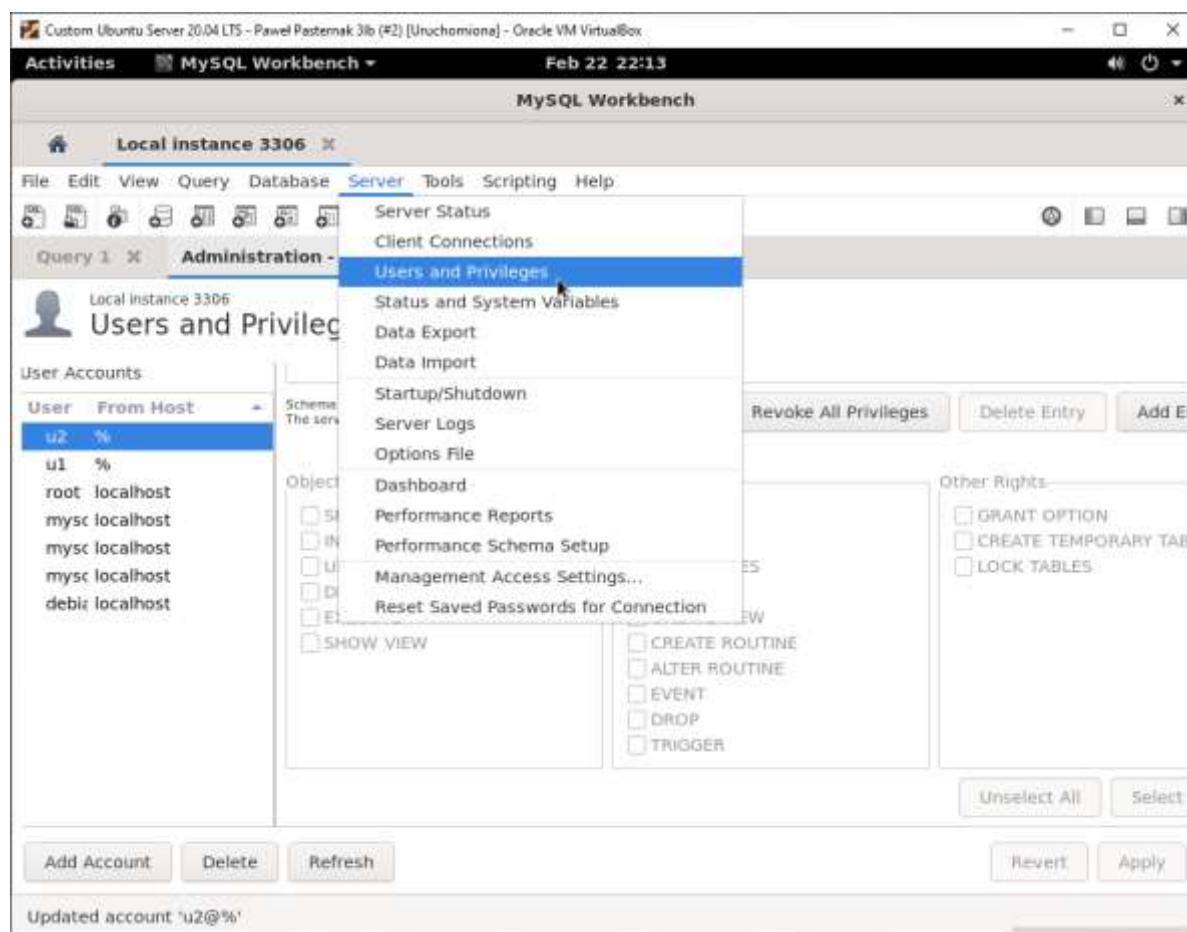 Custom Ubuntu Server 20.04 LTS - Paweł Pasternak 3ib (#2) [Uruchomiona] - Oracle VM VirtualBox
Activities MySQL Workbench Feb 22 22:13
MySQL Workbench
Local instance 3306
File Edit View Query Database Server Tools Scripting Help
Server Status
Client Connections
Query 1 Administration -
Users and Privileges
Local instance 3306
Status and System Variables
Users and Privileg
Data Export
Data Import
User Accounts
Startup/Shutdown
User From Host
Schema
The serv
Server Logs
Revoke All Privileges Delete Entry Add E
u2 %
Options File
u1 %
Object
Dashboard
Other Rights
root localhost
Performance Reports
GRANT OPTION
mysc localhost
IN
Performance Schema Setup
CREATE TEMPORARY TAB
mysc localhost
Management Access Settings...
ES
LOCK TABLES
mysc localhost
Reset Saved Passwords for Connection
debia localhost
EW
SHOW VIEW
CREATE ROUTINE
ALTER ROUTINE
EVENT
DROP
TRIGGER
Unselect All Select
Add Account Delete Refresh Revert Apply
Updated account 'u2@%'